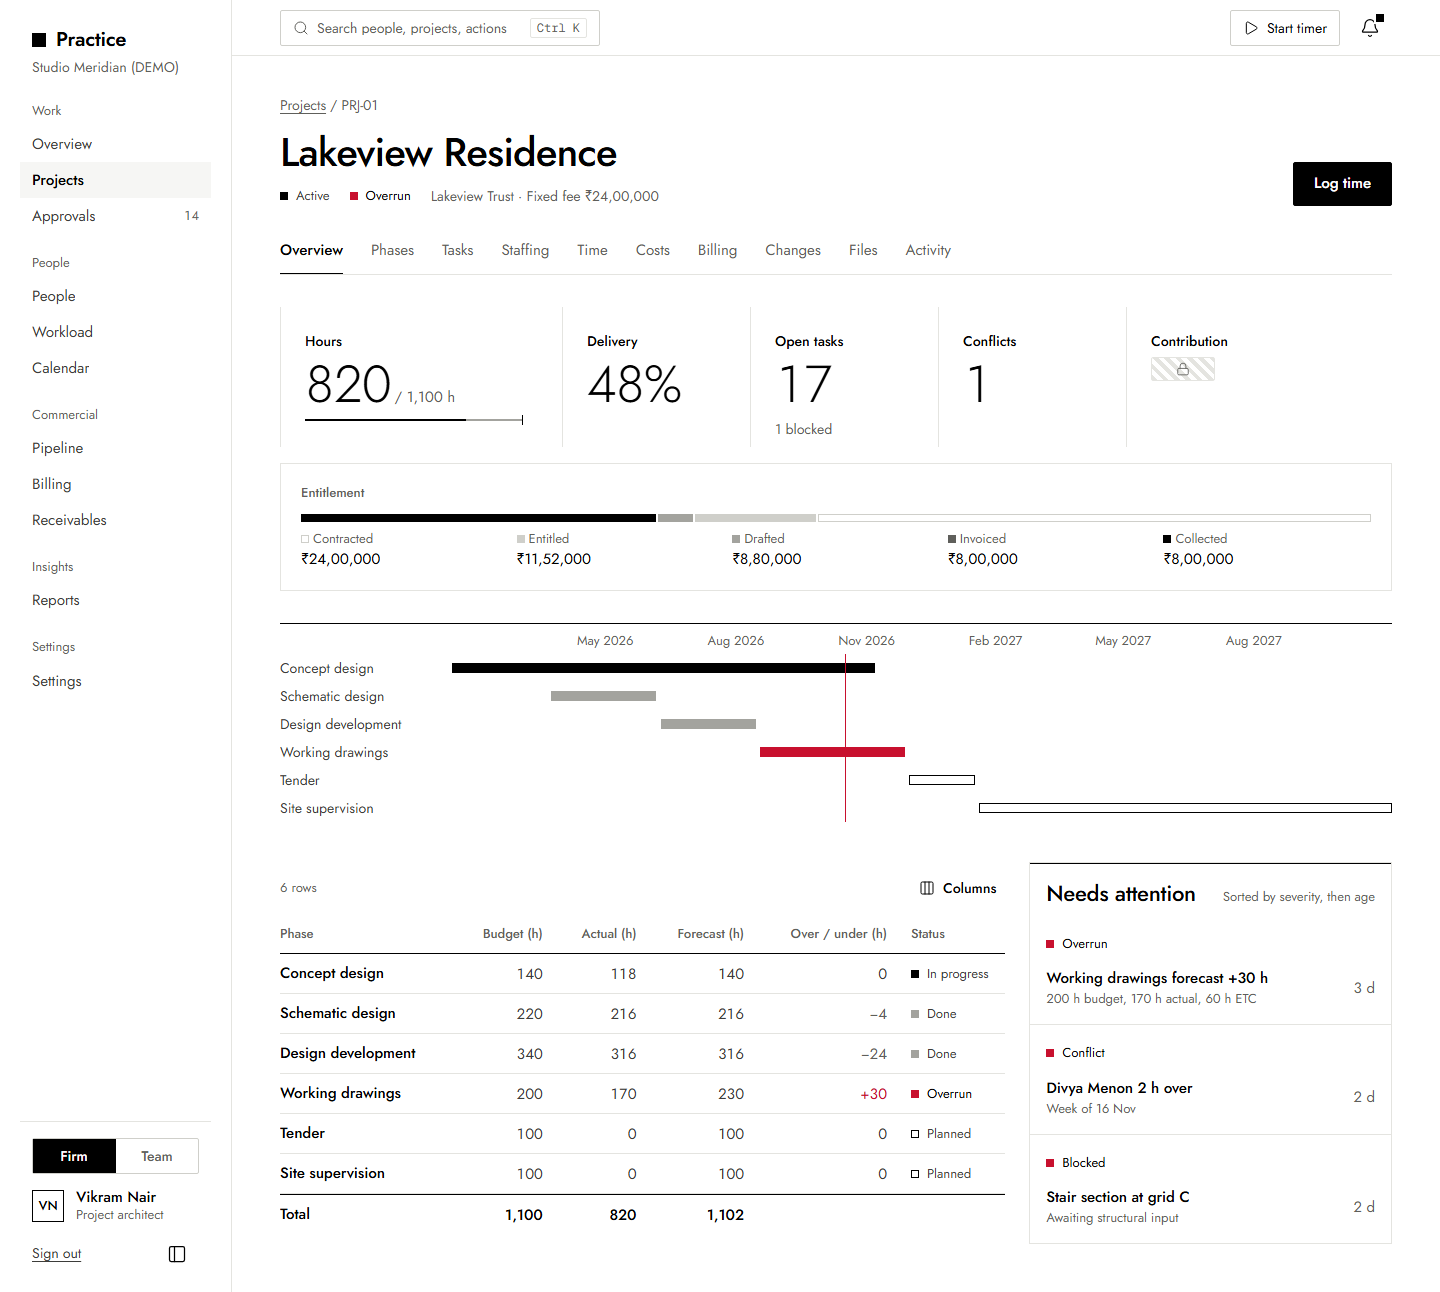 Practice
Studio Meridian (DEMO)
Work
Overview
Projects
Approvals 14
People
People
Workload
Calendar
Commercial
Pipeline
Billing
Receivables
Insights
Reports
Settings
Settings
Firm Team
VN
Vikram Nair
Project architect
Sign out
Search people, projects, actions Ctrl K
Start timer
Projects / PRJ-01
Lakeview Residence
Active Overrun Lakeview Trust · Fixed fee ₹24,00,000
Log time
Overview Phases Tasks Staffing Time Costs Billing Changes Files Activity
Hours
820 / 1,100 h
Delivery
48%
Open tasks
17
1 blocked
Conflicts
1
Contribution
Entitlement
Contracted Entitled Drafted Invoiced Collected
₹24,00,000 ₹11,52,000 ₹8,80,000 ₹8,00,000 ₹8,00,000
May 2026 Aug 2026 Nov 2026 Feb 2027 May 2027 Aug 2027
Concept design
Schematic design
Design development
Working drawings
Tender
Site supervision
6 rows Columns
Phase Budget (h) Actual (h) Forecast (h) Over / under (h) Status
Concept design 140 118 140 0 In progress
Schematic design 220 216 216 −4 Done
Design development 340 316 316 −24 Done
Working drawings 200 170 230 +30 Overrun
Tender 100 0 100 0 Planned
Site supervision 100 0 100 0 Planned
Total 1,100 820 1,102
Needs attention Sorted by severity, then age
Overrun
Working drawings forecast +30 h
200 h budget, 170 h actual, 60 h ETC
3 d
Conflict
Divya Menon 2 h over
Week of 16 Nov
2 d
Blocked
Stair section at grid C
Awaiting structural input
2 d